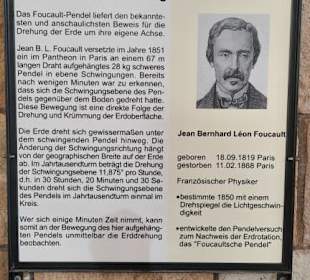 Das Foucault-Pendel liefert den bekannte-
sten und anschaulichsten Beweis für die
Drehung der Erde um ihre eigene Achse.
Jean B. L. Foucault versetzte im Jahre 1851
ein im Pantheon in Paris an einem 67 m
langen Draht aufgehängtes 28 kg schweres
Pendel in ebene Schwingungen. Bereits
nach wenigen Minuten war zu erkennen,
dass sich die Schwingungsebene des Pen-
dels gegenüber dem Boden gedreht hatte.
Diese Bewegung ist eine direkte Folge der
Drehung und Krümmung der Erdoberfläche.
Die Erde dreht sich gewissermaßen unter
dem schwingenden Pendel hinweg. Die
Änderung der Schwingungsrichtung hängt
von der geographischen Breite auf der Erde
ab. Im Jahrtausendturm beträgt die Drehung
der Schwingungsebene 11,875° pro Stunde,
d.h. in 30 Stunden, 20 Minuten und 30 Se-
kunden dreht sich die Schwingungsebene
des Pendels im Jahrtausendturm einmal im
Kreis.
Wer sich einige Minuten Zeit nimmt, kann
somit an der Bewegung des hier aufgehäng-
ten Pendels unmittelbar die Erddrehung
beobachten.
Jean Bernhard Léon Foucault
geboren 18.09.1819 Paris
gestorben 11.02.1868 Paris
Französischer Physiker
•bestimmte 1850 mit einem
Drehspiegel die Lichtgeschwin-
digkeit
•entwickelte den Pendelversuch
zum Nachweis der Erdrotation,
das "Foucaultsche Pendel"